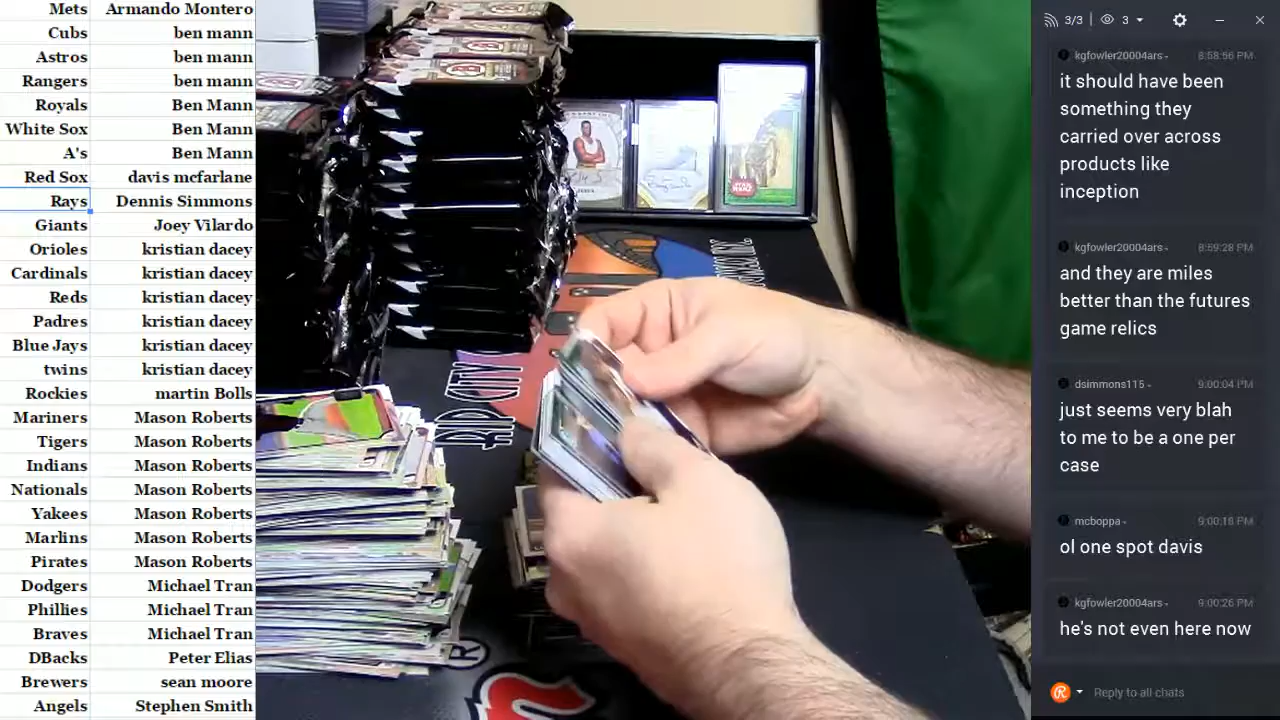 Mets Armando Montero
Cubs ben mann
Astros ben mann
Rangers ben mann
Royals Ben Mann
White Sox Ben Mann
A's Ben Mann
Red Sox davis mcfarlane
Rays Dennis Simmons
Giants Joey Vilardo
Orioles kristian dacey
Cardinals kristian dacey
Reds kristian dacey
Padres kristian dacey
Blue Jays kristian dacey
twins kristian dacey
Rockies martin Bolls
Mariners Mason Roberts
Tigers Mason Roberts
Indians Mason Roberts
Nationals Mason Roberts
Yakees Mason Roberts
Marlins Mason Roberts
Pirates Mason Roberts
Dodgers Michael Tran
Phillies Michael Tran
Braves Michael Tran
DBacks Peter Elias
Brewers sean moore
Angels Stephen Smith
STAR WARS
RIP CITY
3/3 3
kgfowler20004ars 8:58:56 PM
it should have been
something they
carried over across
products like
inception
kgfowler20004ars 8:59:28 PM
and they are miles
better than the futures
game relics
dsimmons115 9:00:04 PM
just seems very blah
to me to be a one per
case
mcboppa 9:00:16 PM
ol one spot davis
kgfowler20004ars 9:00:26 PM
he's not even here now
Reply to all chats